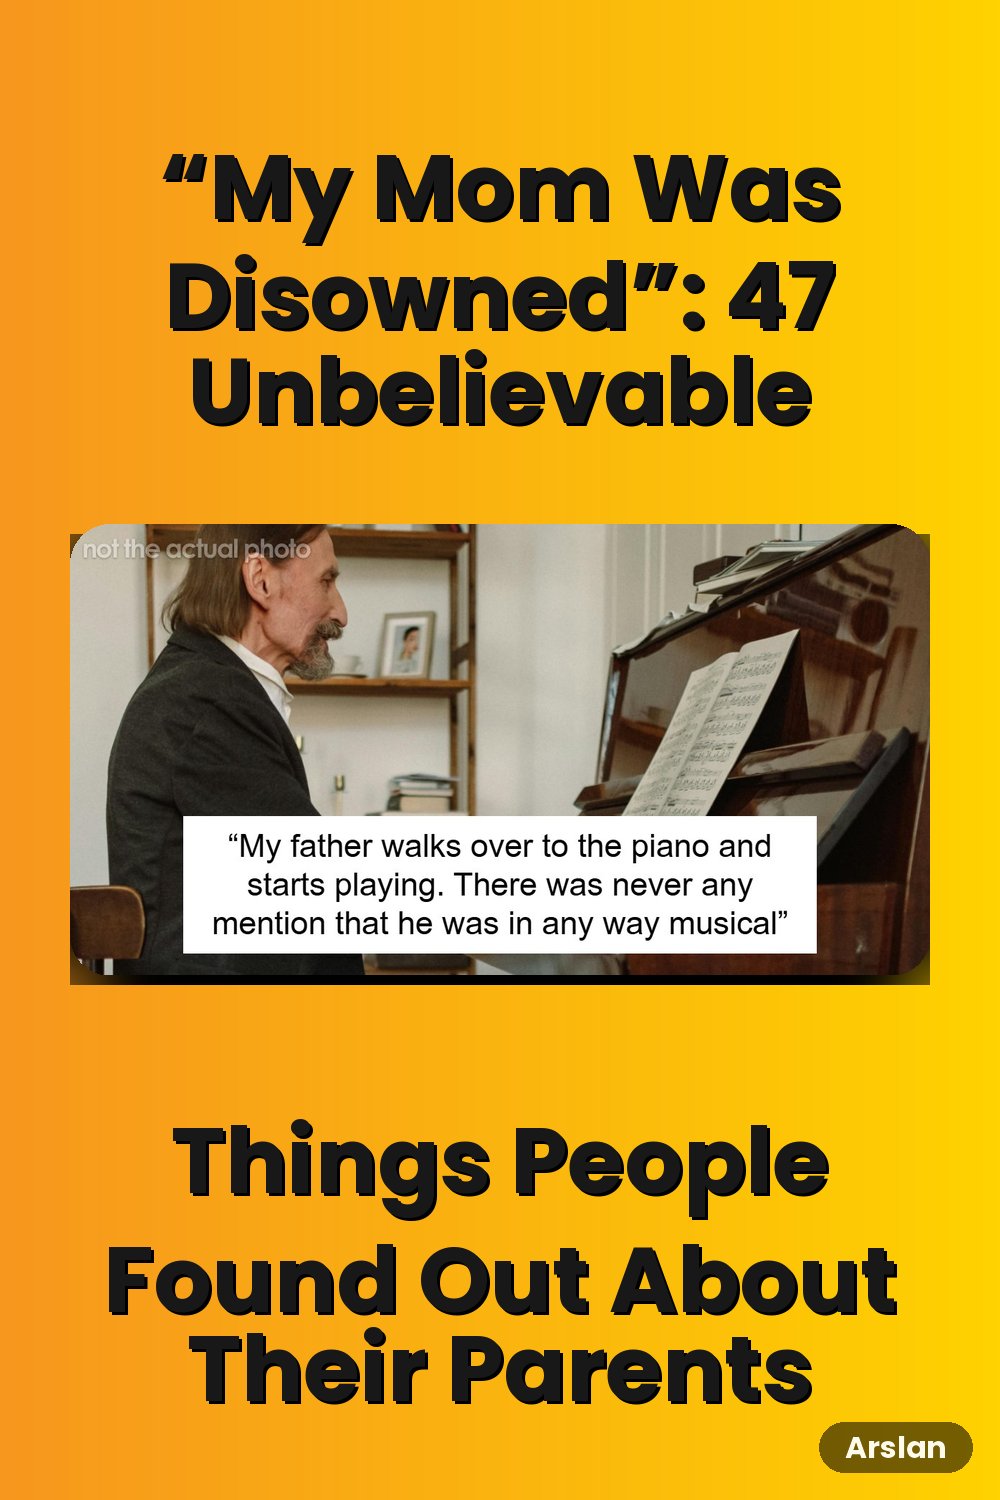 “My Mom Was
Disowned”: 47
Unbelievable
not the actual photo
“My father walks over to the piano and
starts playing. There was never any
mention that he was in any way musical”
Things People
Found Out About
Their Parents
Arslan